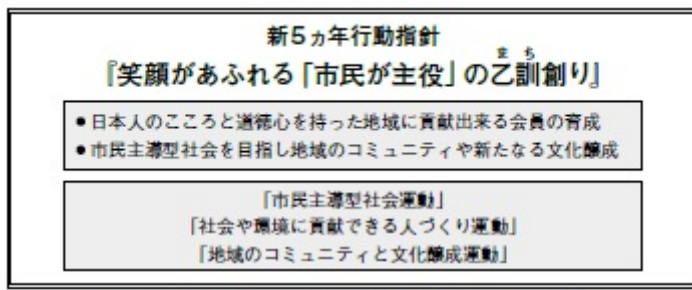 新5ヵ年行動指針
まち
『笑顔があふれる「市民が主役」の乙訓創り』
●日本人のこころと道徳心を持った地域に貢献出来る会員の育成
●市民主導型社会を目指し地域のコミュニティや新たなる文化醸成
「市民主導型社会運動」
「社会や環境に貢献できる人づくり運動」
「地域のコミュニティと文化醸成運動」